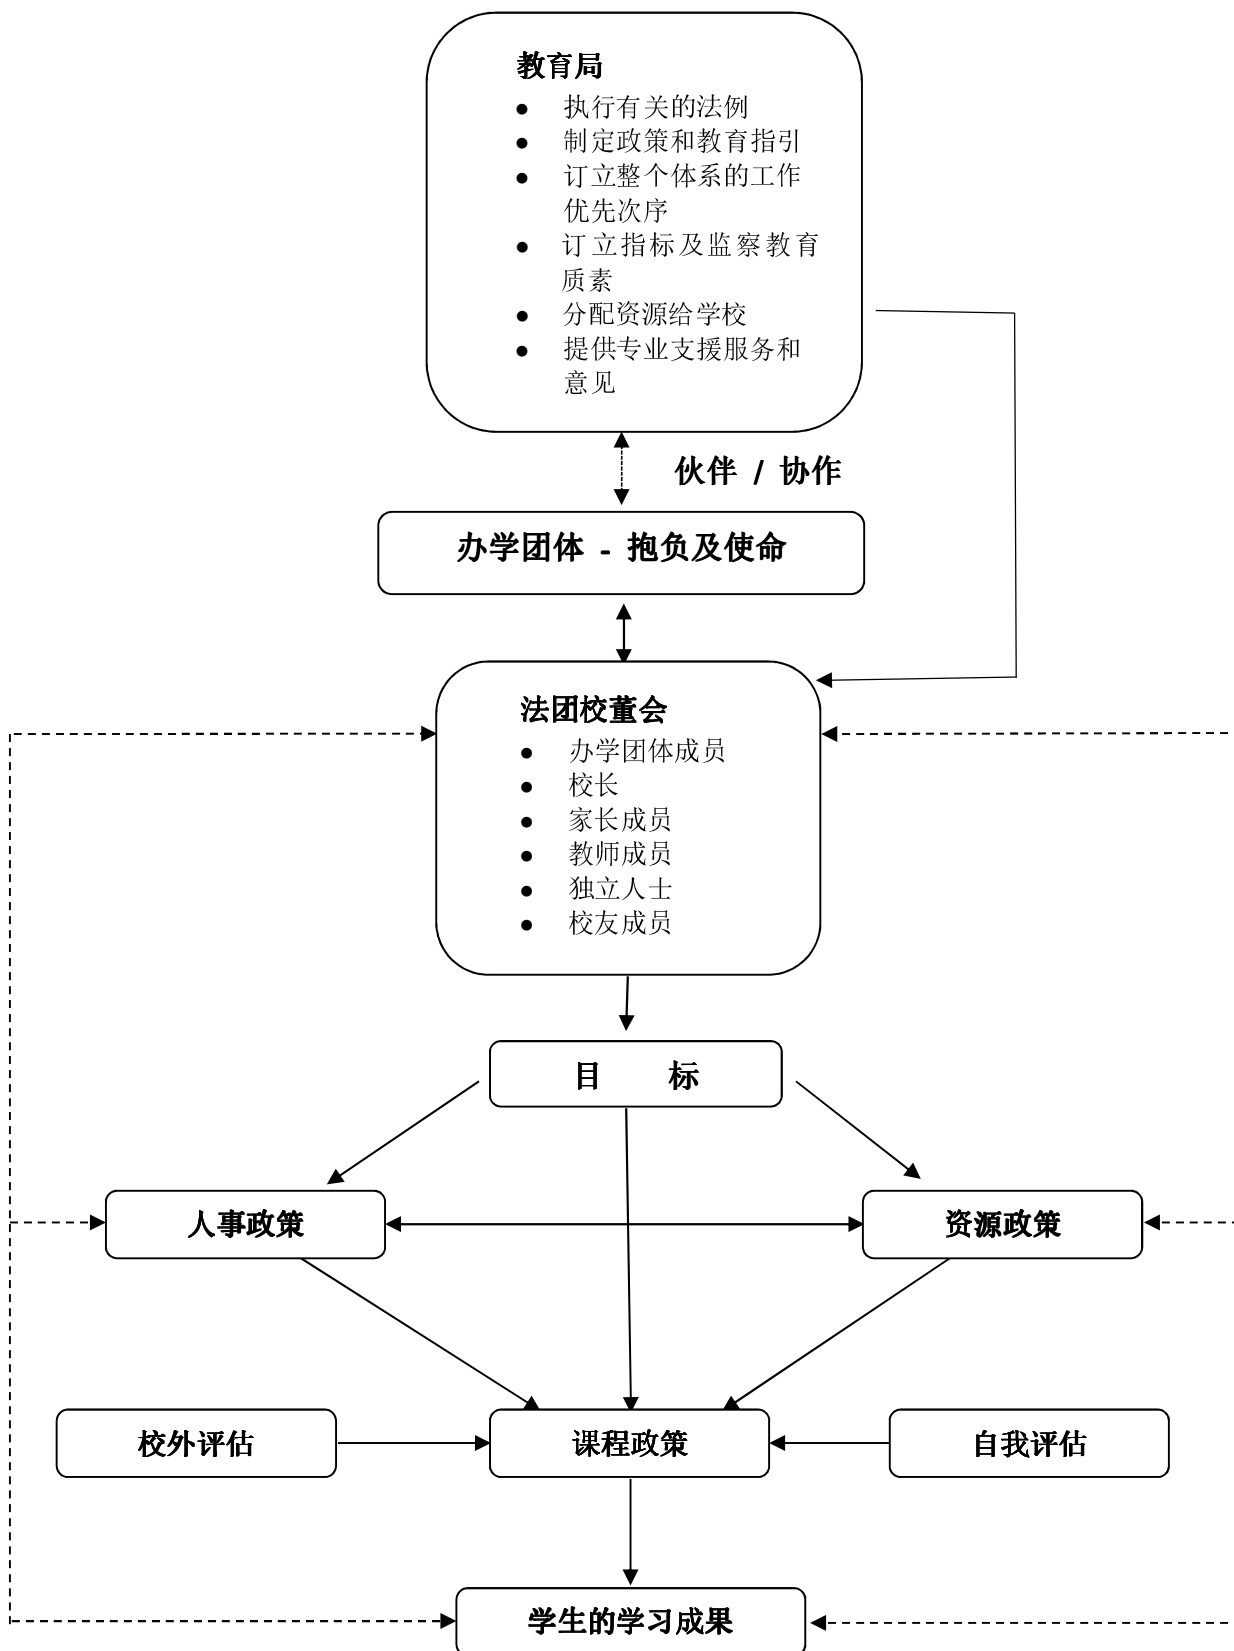 教育局
● 执行有关的法例
● 制定政策和教育指引
● 订立整个体系的工作
优先次序
● 订立指标及监察教育
质素
● 分配资源给学校
● 提供专业支援服务和
意见
伙伴 / 协作
办学团体 - 抱负及使命
法团校董会
● 办学团体成员
● 校长
● 家长成员
● 教师成员
● 独立人士
● 校友成员
目 标
人事政策
资源政策
校外评估
课程政策
自我评估
学生的学习成果